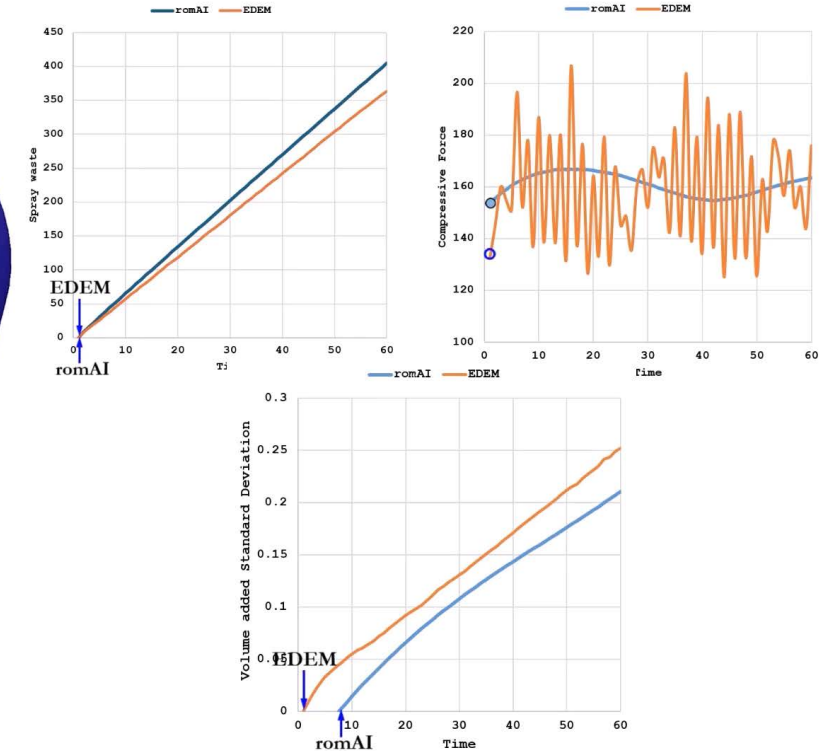 romAI EDEM
450
400
350
300
250
200
150
100
50
0
Spray waste
EDEM
0 10 20 30 40 50 60
romAI
Ti
romAI EDEM
220
200
180
160
140
120
100
Compressive Force
0 10 20 30 40 50 60
Time
romAI EDEM
0.3
0.25
0.2
0.15
0.1
0.05
0
Volume added Standard Deviation
EDEM
0 10 20 30 40 50 60
romAI
Time